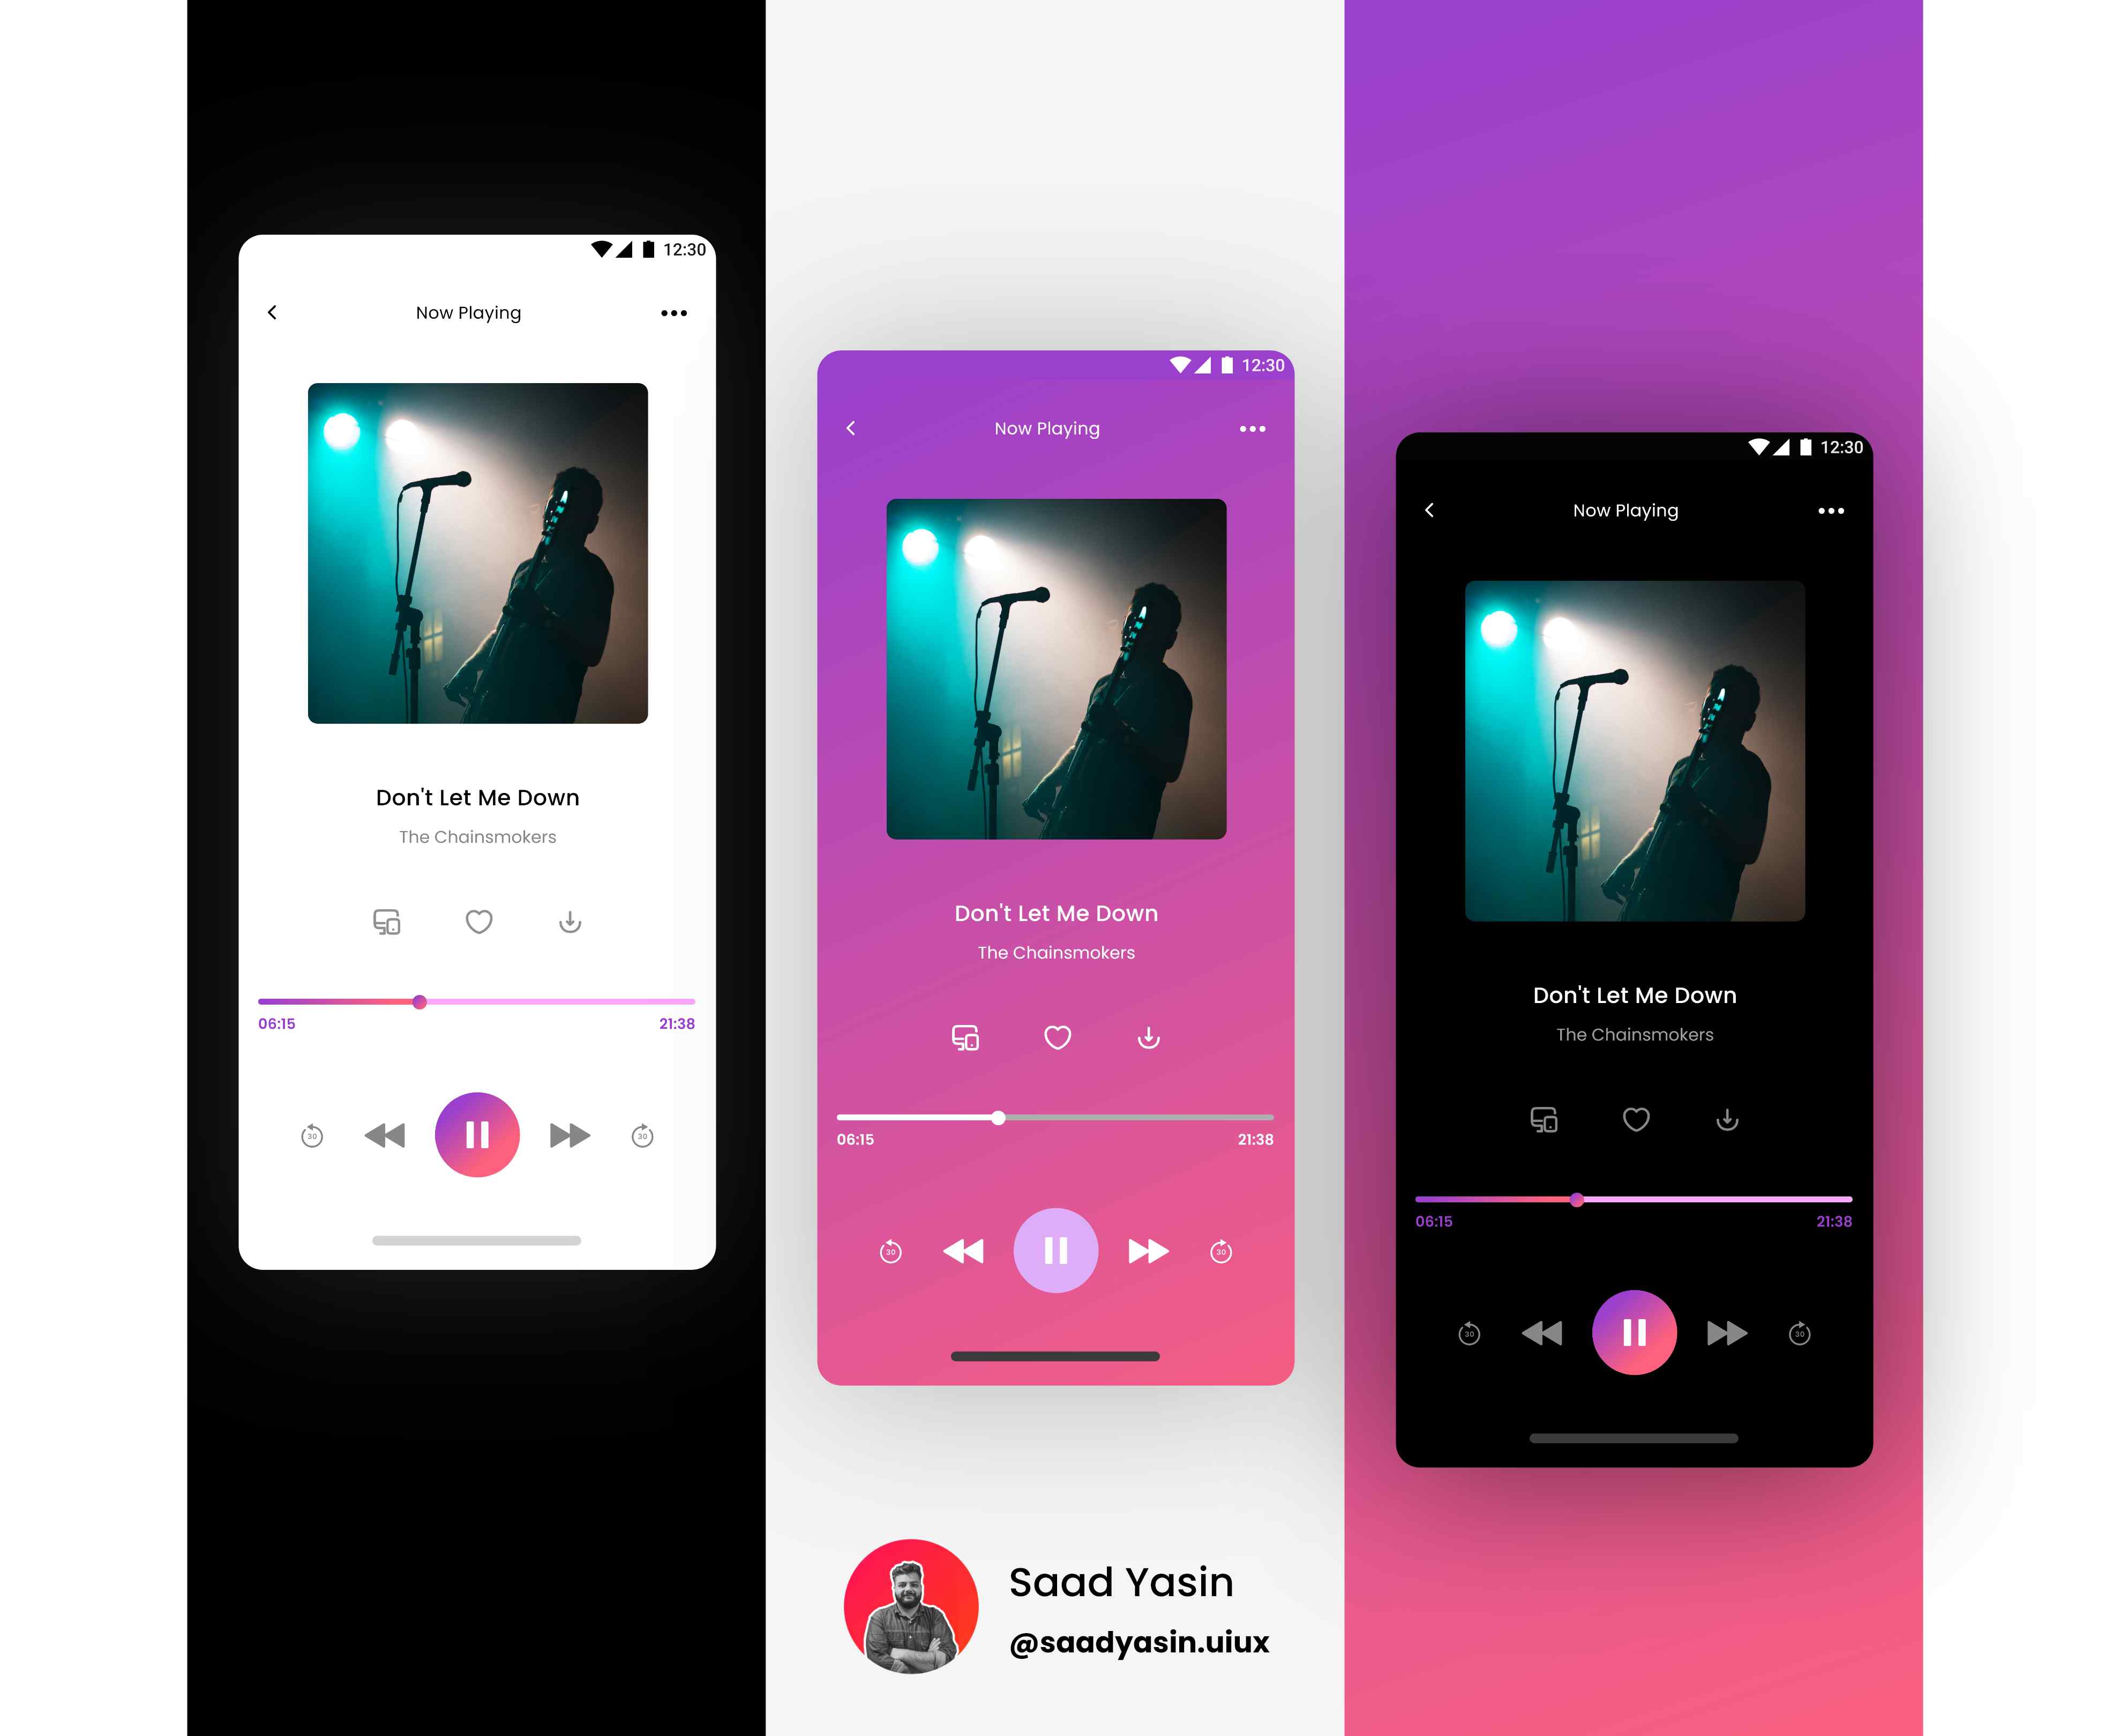 12:30
Now Playing
Don't Let Me Down
The Chainsmokers
06:15 21:38
30 30
12:30
Now Playing
Don't Let Me Down
The Chainsmokers
06:15 21:38
30 30
12:30
Now Playing
Don't Let Me Down
The Chainsmokers
06:15 21:38
30 30
Saad Yasin
@saadyasin.uiux